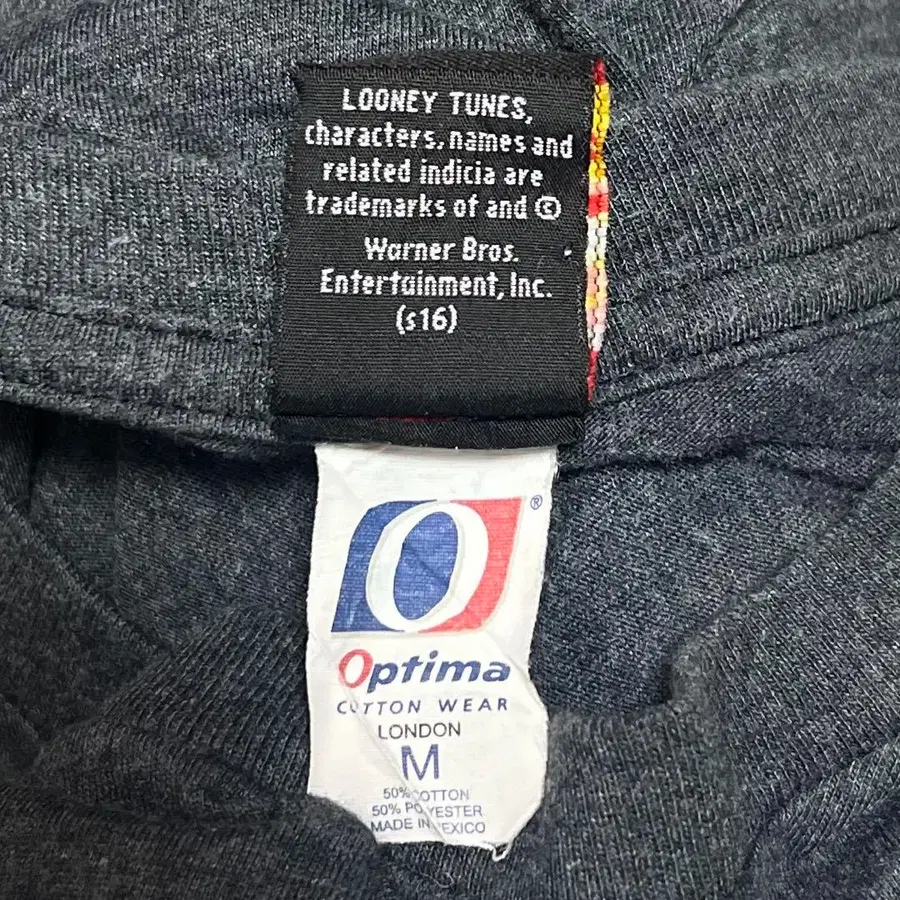 LOONEY TUNES,
characters, names and
related indicia are
trademarks of and ©
Warner Bros.
Entertainment, Inc.
(s16)
®
Optima
COTTON WEAR
LONDON
M
50% COTTON
50% POLYESTER
MADE IN MEXICO